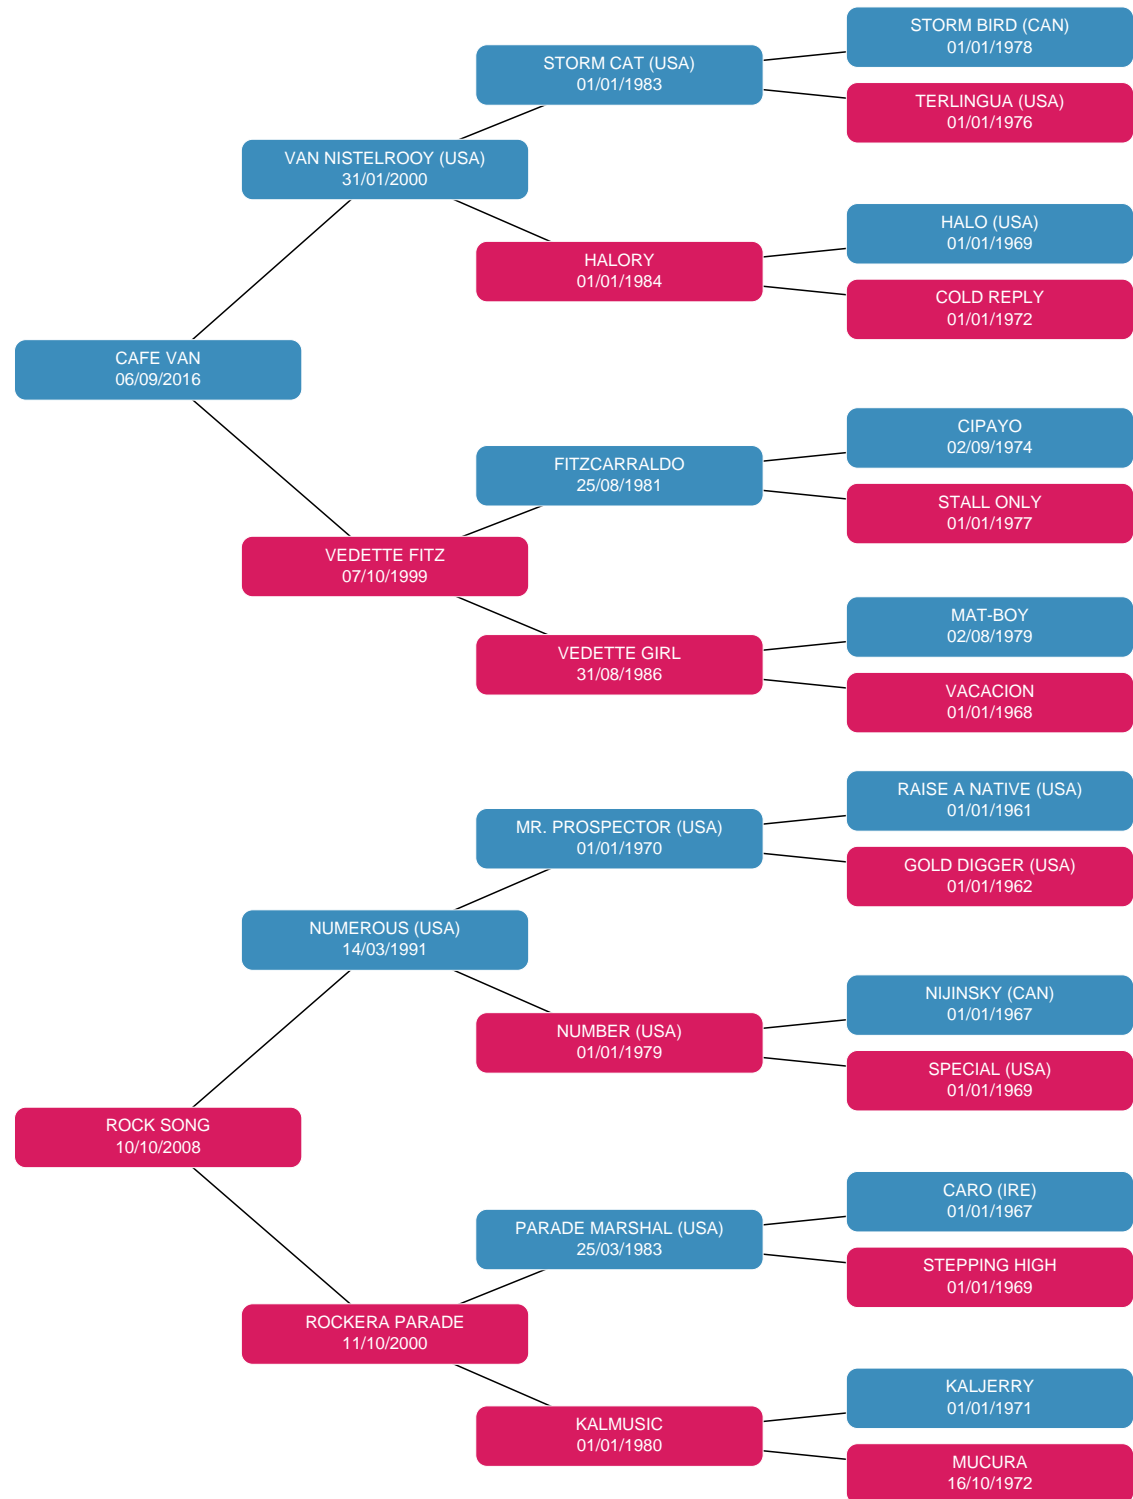 STORM BIRD (CAN)
01/01/1978
STORM CAT (USA)
01/01/1983
TERLINGUA (USA)
01/01/1976
VAN NISTELROOY (USA)
31/01/2000
HALO (USA)
01/01/1969
HALORY
01/01/1984
COLD REPLY
01/01/1972
CAFE VAN
06/09/2016
CIPAYO
02/09/1974
FITZCARRALDO
25/08/1981
STALL ONLY
01/01/1977
VEDETTE FITZ
07/10/1999
MAT-BOY
02/08/1979
VEDETTE GIRL
31/08/1986
VACACION
01/01/1968
RAISE A NATIVE (USA)
01/01/1961
MR. PROSPECTOR (USA)
01/01/1970
GOLD DIGGER (USA)
01/01/1962
NUMEROUS (USA)
14/03/1991
NIJINSKY (CAN)
01/01/1967
NUMBER (USA)
01/01/1979
SPECIAL (USA)
01/01/1969
ROCK SONG
10/10/2008
CARO (IRE)
01/01/1967
PARADE MARSHAL (USA)
25/03/1983
STEPPING HIGH
01/01/1969
ROCKERA PARADE
11/10/2000
KALJERRY
01/01/1971
KALMUSIC
01/01/1980
MUCURA
16/10/1972